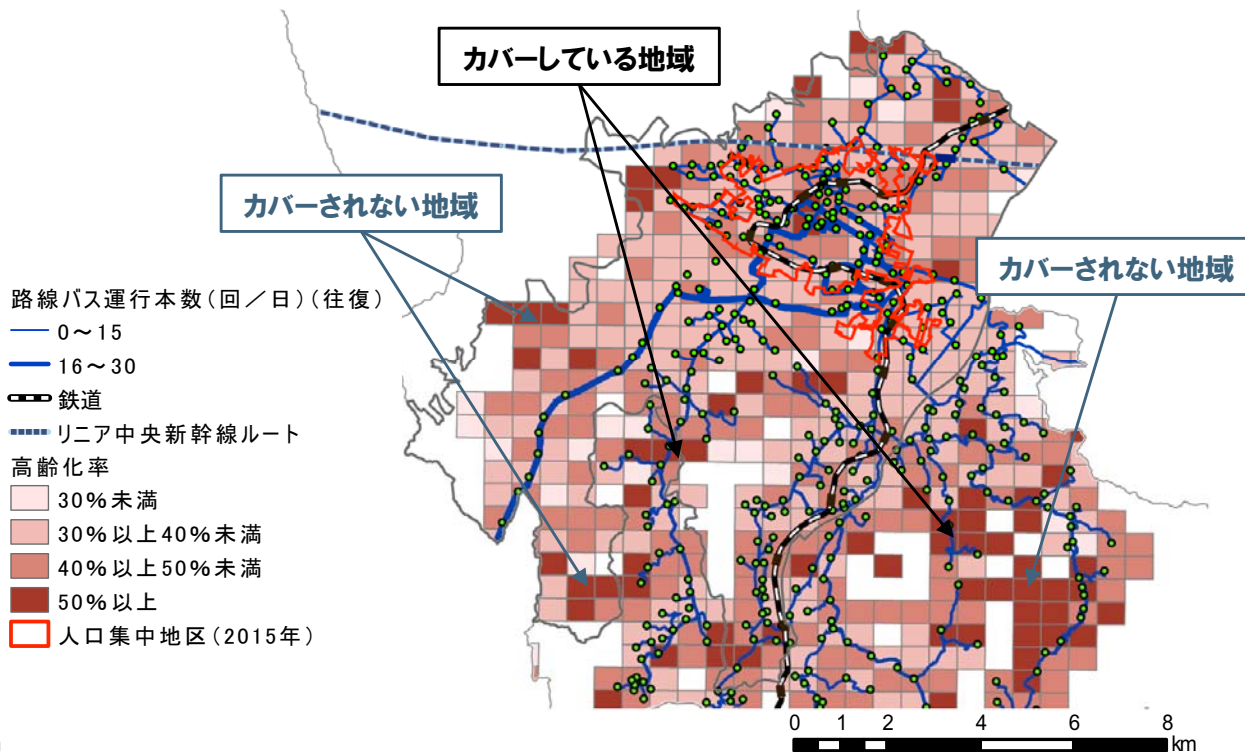 カバーしている地域
カバーされない地域
カバーされない地域
路線バス運行本数(回／日)(往復)
0～15
16～30
鉄道
リニア中央新幹線ルート
高齢化率
30%未満
30%以上40%未満
40%以上50%未満
50%以上
人口集中地区(2015年)
0 1 2 4 6 8
km